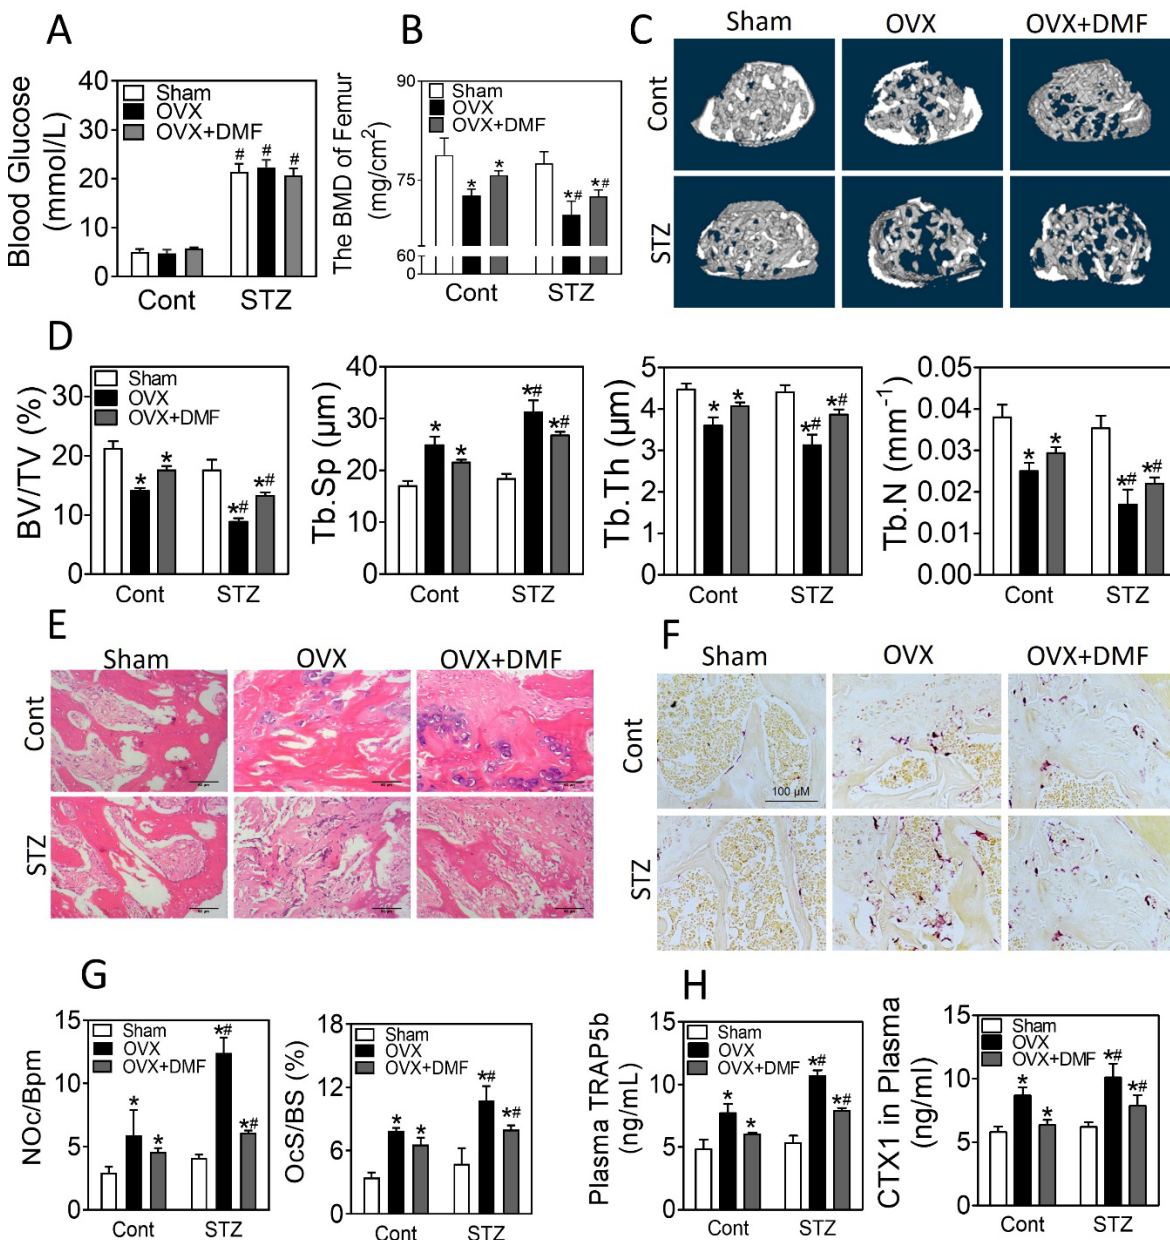 A
Blood Glucose
(mmol/L)
40
30
20
10
0
Sham
OVX
OVX+DMF
# # #
Cont STZ
B
The BMD of Femur
(mg/cm²)
90
75
60
0
Sham
OVX
OVX+DMF
* * *# *#
Cont STZ
C
Sham OVX OVX+DMF
Cont
STZ
D
BV/TV (%)
30
20
10
0
Sham
OVX
OVX+DMF
* * *# *#
Cont STZ
Tb.Sp (μm)
40
30
20
10
0
* * *# *#
Cont STZ
Tb.Th (μm)
5
4
3
2
1
0
* * *# *#
Cont STZ
Tb.N (mm⁻¹)
0.05
0.04
0.03
0.02
0.01
0.00
* * *# *#
Cont STZ
E
Sham OVX OVX+DMF
Cont
STZ
F
Sham OVX OVX+DMF
Cont
100 μM
STZ
G
NOc/Bpm
15
10
5
0
Sham
OVX
OVX+DMF
* * *# *#
Cont STZ
OcS/BS (%)
18
12
6
0
Sham
OVX
OVX+DMF
* * *# *#
Cont STZ
H
Plasma TRAP5b
(ng/mL)
15
10
5
0
Sham
OVX
OVX+DMF
* * *# *#
Cont STZ
CTX1 in Plasma
(ng/ml)
15
10
5
0
Sham
OVX
OVX+DMF
* * *# *#
Cont STZ